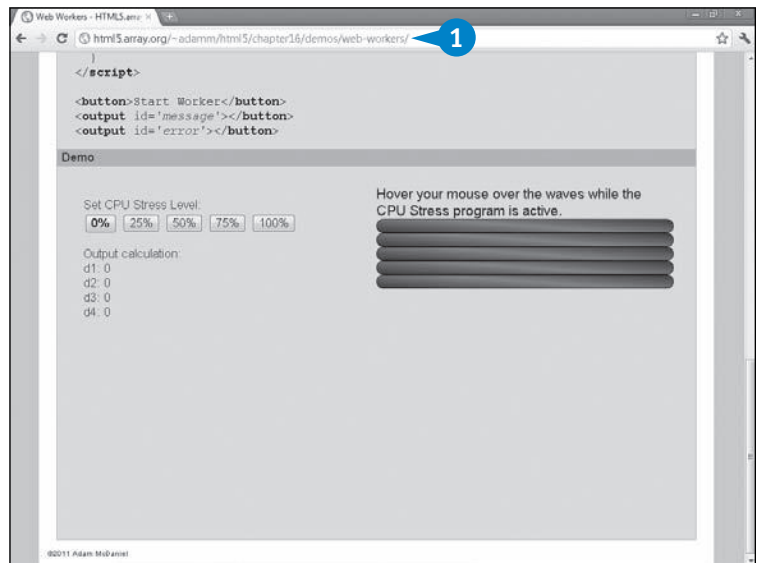 Web Workers - HTML5.array
html5.array.org/~adamm/html5/chapter16/demos/web-workers/
1
}
</script>
<button>Start Worker</button>
<output id='message'></button>
<output id='error'></button>
Demo
Set CPU Stress Level:
0% 25% 50% 75% 100%
Output calculation:
d1: 0
d2: 0
d3: 0
d4: 0
Hover your mouse over the waves while the
CPU Stress program is active.
©2011 Adam McDaniel